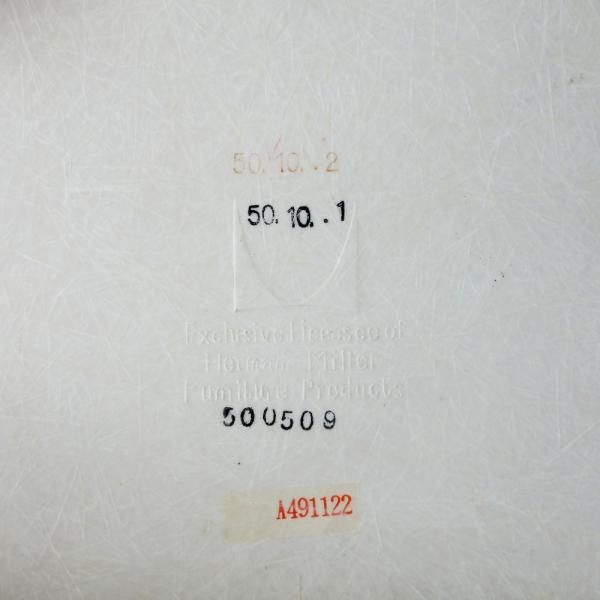 50.10..2
50.10..1
Exclusive Licensee of
Herman Miller
Furniture Products
500509
A491122